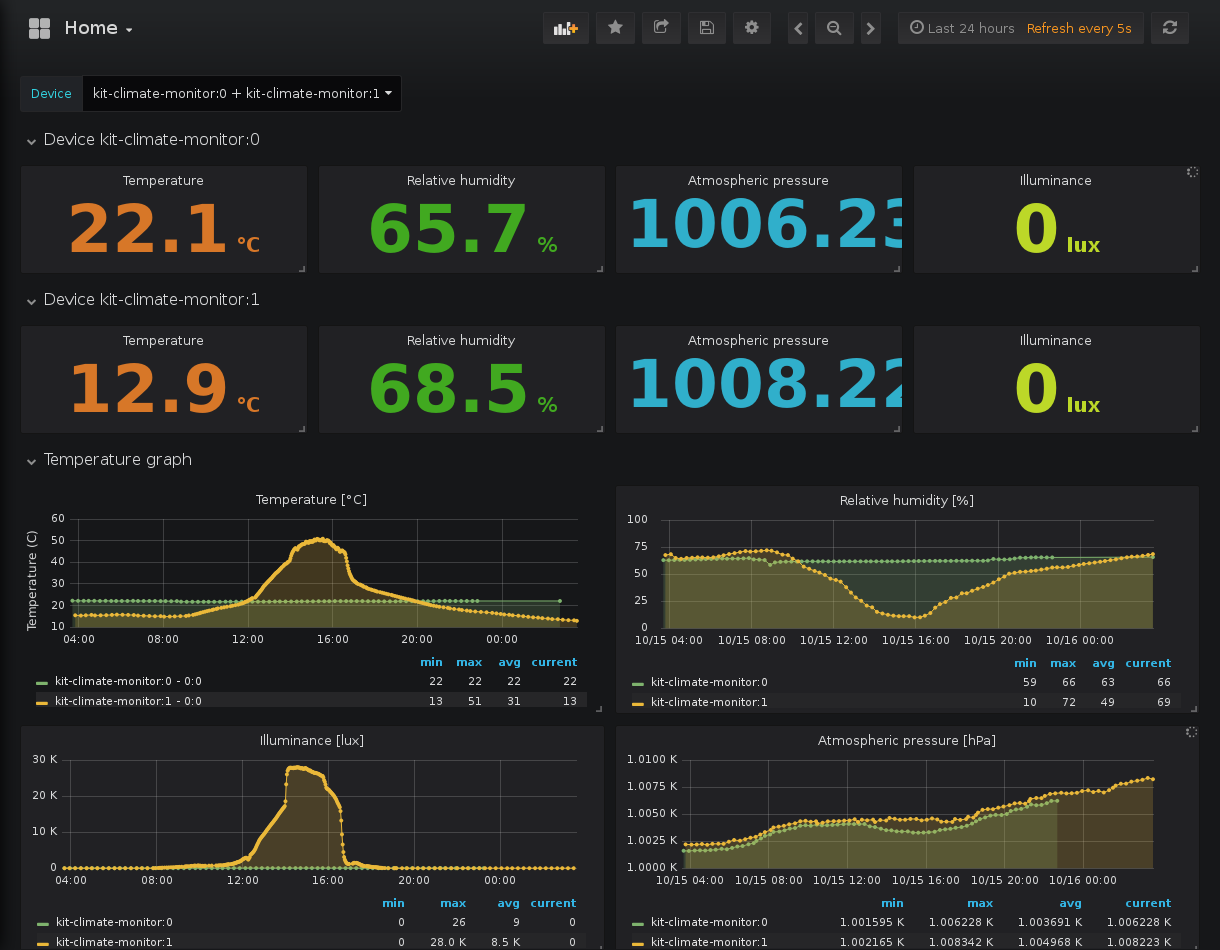 Home
Last 24 hours Refresh every 5s
Device kit-climate-monitor:0 + kit-climate-monitor:1
Device kit-climate-monitor:0
Temperature Relative humidity Atmospheric pressure Illuminance
22.1 °C 65.7 % 1006.23 0 lux
Device kit-climate-monitor:1
Temperature Relative humidity Atmospheric pressure Illuminance
12.9 °C 68.5 % 1008.22 0 lux
Temperature graph
Temperature [°C]
Temperature (C)
60
50
40
30
20
10
04:00 08:00 12:00 16:00 20:00 00:00
min max avg current
kit-climate-monitor:0 - 0:0 22 22 22 22
kit-climate-monitor:1 - 0:0 13 51 31 13
Relative humidity [%]
100
75
50
25
0
10/15 04:00 10/15 08:00 10/15 12:00 10/15 16:00 10/15 20:00 10/16 00:00
min max avg current
kit-climate-monitor:0 59 66 63 66
kit-climate-monitor:1 10 72 49 69
Illuminance [lux]
30 K
20 K
10 K
0
04:00 08:00 12:00 16:00 20:00 00:00
min max avg current
kit-climate-monitor:0 0 26 9 0
kit-climate-monitor:1 0 28.0 K 8.5 K 0
Atmospheric pressure [hPa]
1.0100 K
1.0075 K
1.0050 K
1.0025 K
1.0000 K
10/15 04:00 10/15 08:00 10/15 12:00 10/15 16:00 10/15 20:00 10/16 00:00
min max avg current
kit-climate-monitor:0 1.001595 K 1.006228 K 1.003691 K 1.006228 K
kit-climate-monitor:1 1.002165 K 1.008342 K 1.004968 K 1.008223 K